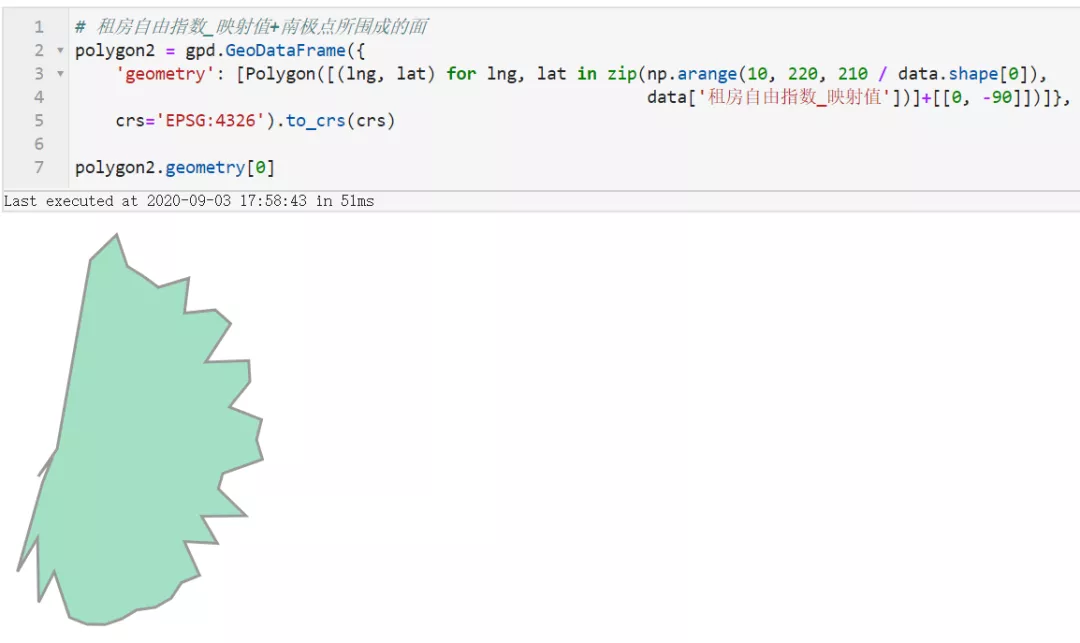 1 # 租房自由指数_映射值+南极点所围成的面
2 polygon2 = gpd.GeoDataFrame({
3 'geometry': [Polygon([(lng, lat) for lng, lat in zip(np.arange(10, 220, 210 / data.shape[0]),
4 data['租房自由指数_映射值'])]+[[0, -90]])]},
5 crs='EPSG:4326').to_crs(crs)
6
7 polygon2.geometry[0]
Last executed at 2020-09-03 17:58:43 in 51ms